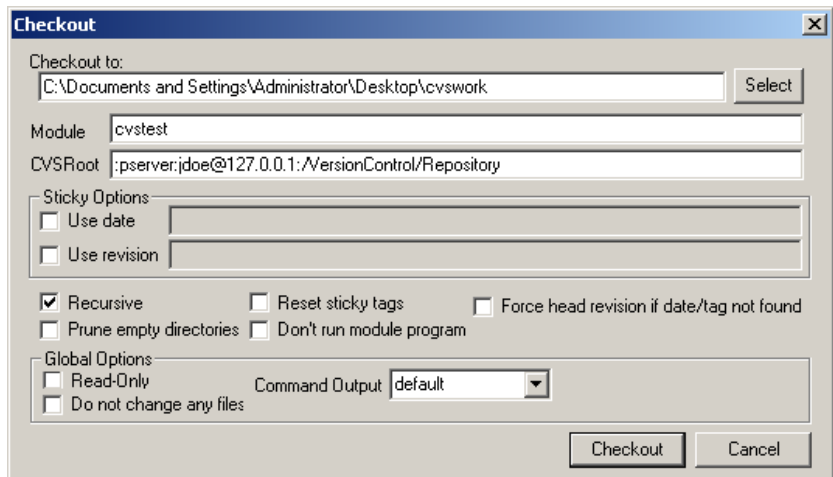 Checkout
Checkout to:
C:\Documents and Settings\Administrator\Desktop\cvswork Select
Module cvstest
CVSRoot :pserver:jdoe@127.0.0.1:/VersionControl/Repository
Sticky Options
Use date
Use revision
Recursive Reset sticky tags Force head revision if date/tag not found
Prune empty directories Don't run module program
Global Options
Read-Only Command Output default
Do not change any files
Checkout Cancel